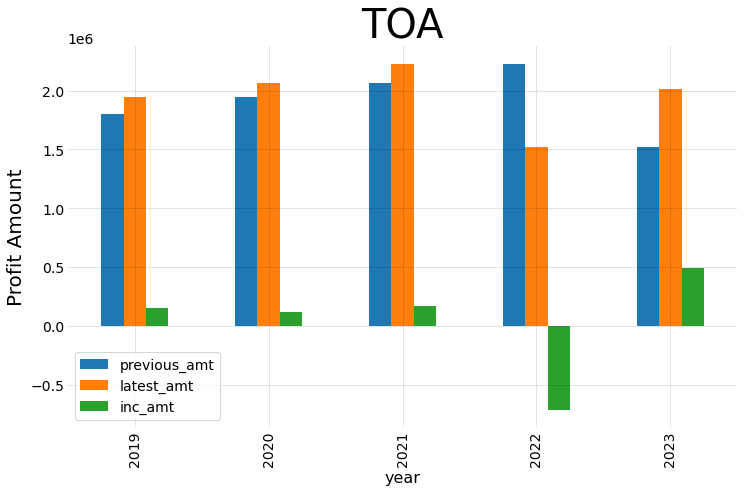 TOA
1e6
2.0
1.5
1.0
0.5
0.0
−0.5
Profit Amount
previous_amt
latest_amt
inc_amt
2019
2020
2021
2022
2023
year